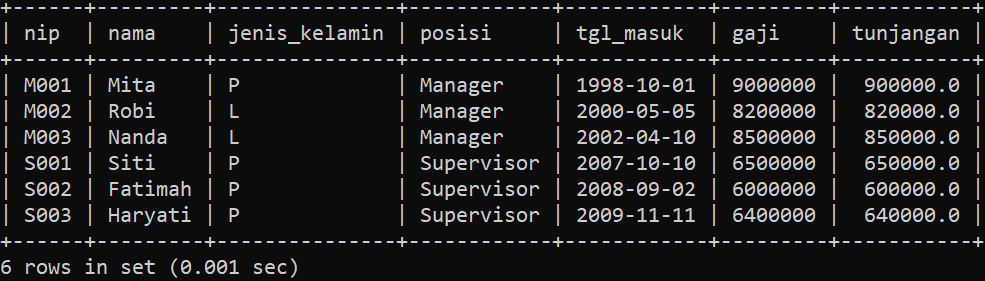 +------+---------+---------------+------------+------------+---------+-----------+
| nip  | nama    | jenis_kelamin | posisi     | tgl_masuk  | gaji    | tunjangan |
+------+---------+---------------+------------+------------+---------+-----------+
| M001 | Mita    | P             | Manager    | 1998-10-01 | 9000000 |  900000.0 |
| M002 | Robi    | L             | Manager    | 2000-05-05 | 8200000 |  820000.0 |
| M003 | Nanda   | L             | Manager    | 2002-04-10 | 8500000 |  850000.0 |
| S001 | Siti    | P             | Supervisor | 2007-10-10 | 6500000 |  650000.0 |
| S002 | Fatimah | P             | Supervisor | 2008-09-02 | 6000000 |  600000.0 |
| S003 | Haryati | P             | Supervisor | 2009-11-11 | 6400000 |  640000.0 |
+------+---------+---------------+------------+------------+---------+-----------+
6 rows in set (0.001 sec)